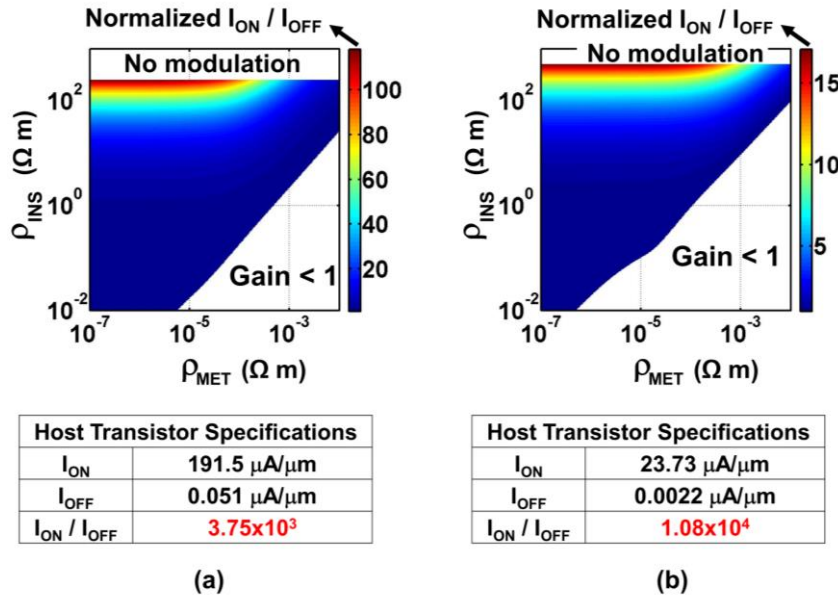 Normalized I_ON / I_OFF
No modulation
Gain < 1
ρ_INS (Ω m)
10^2
10^0
10^-2
10^-7
10^-5
10^-3
ρ_MET (Ω m)
100
80
60
40
20
Host Transistor Specifications
I_ON 191.5 μA/μm
I_OFF 0.051 μA/μm
I_ON / I_OFF 3.75x10^3
(a)
Normalized I_ON / I_OFF
No modulation
Gain < 1
ρ_INS (Ω m)
10^2
10^0
10^-2
10^-7
10^-5
10^-3
ρ_MET (Ω m)
15
10
5
Host Transistor Specifications
I_ON 23.73 μA/μm
I_OFF 0.0022 μA/μm
I_ON / I_OFF 1.08x10^4
(b)